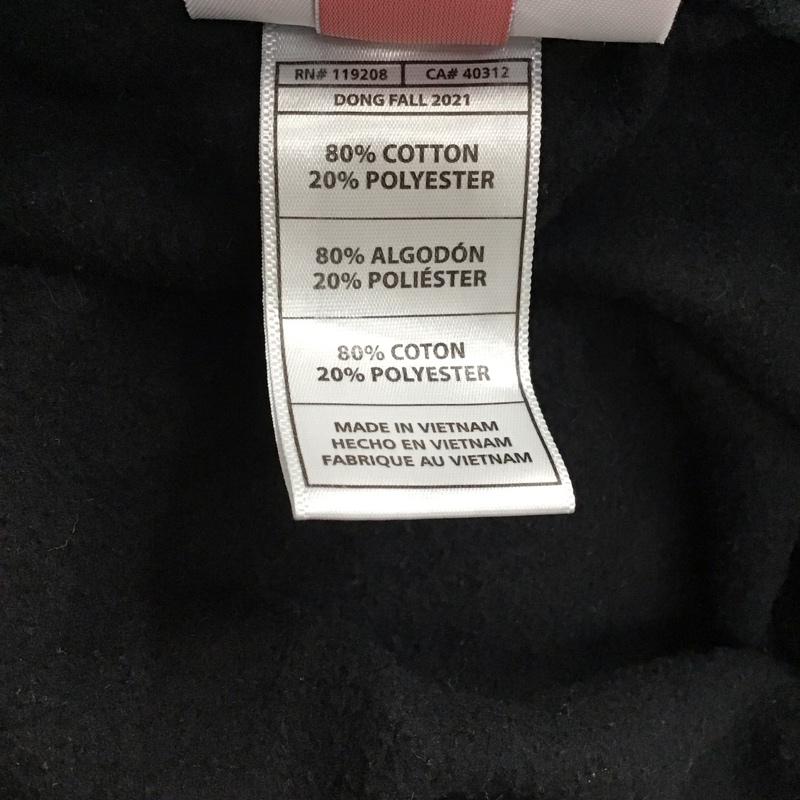 RN# 119208 CA# 40312
DONG FALL 2021
80% COTTON
20% POLYESTER
80% ALGODÓN
20% POLIÉSTER
80% COTON
20% POLYESTER
MADE IN VIETNAM
HECHO EN VIETNAM
FABRIQUE AU VIETNAM